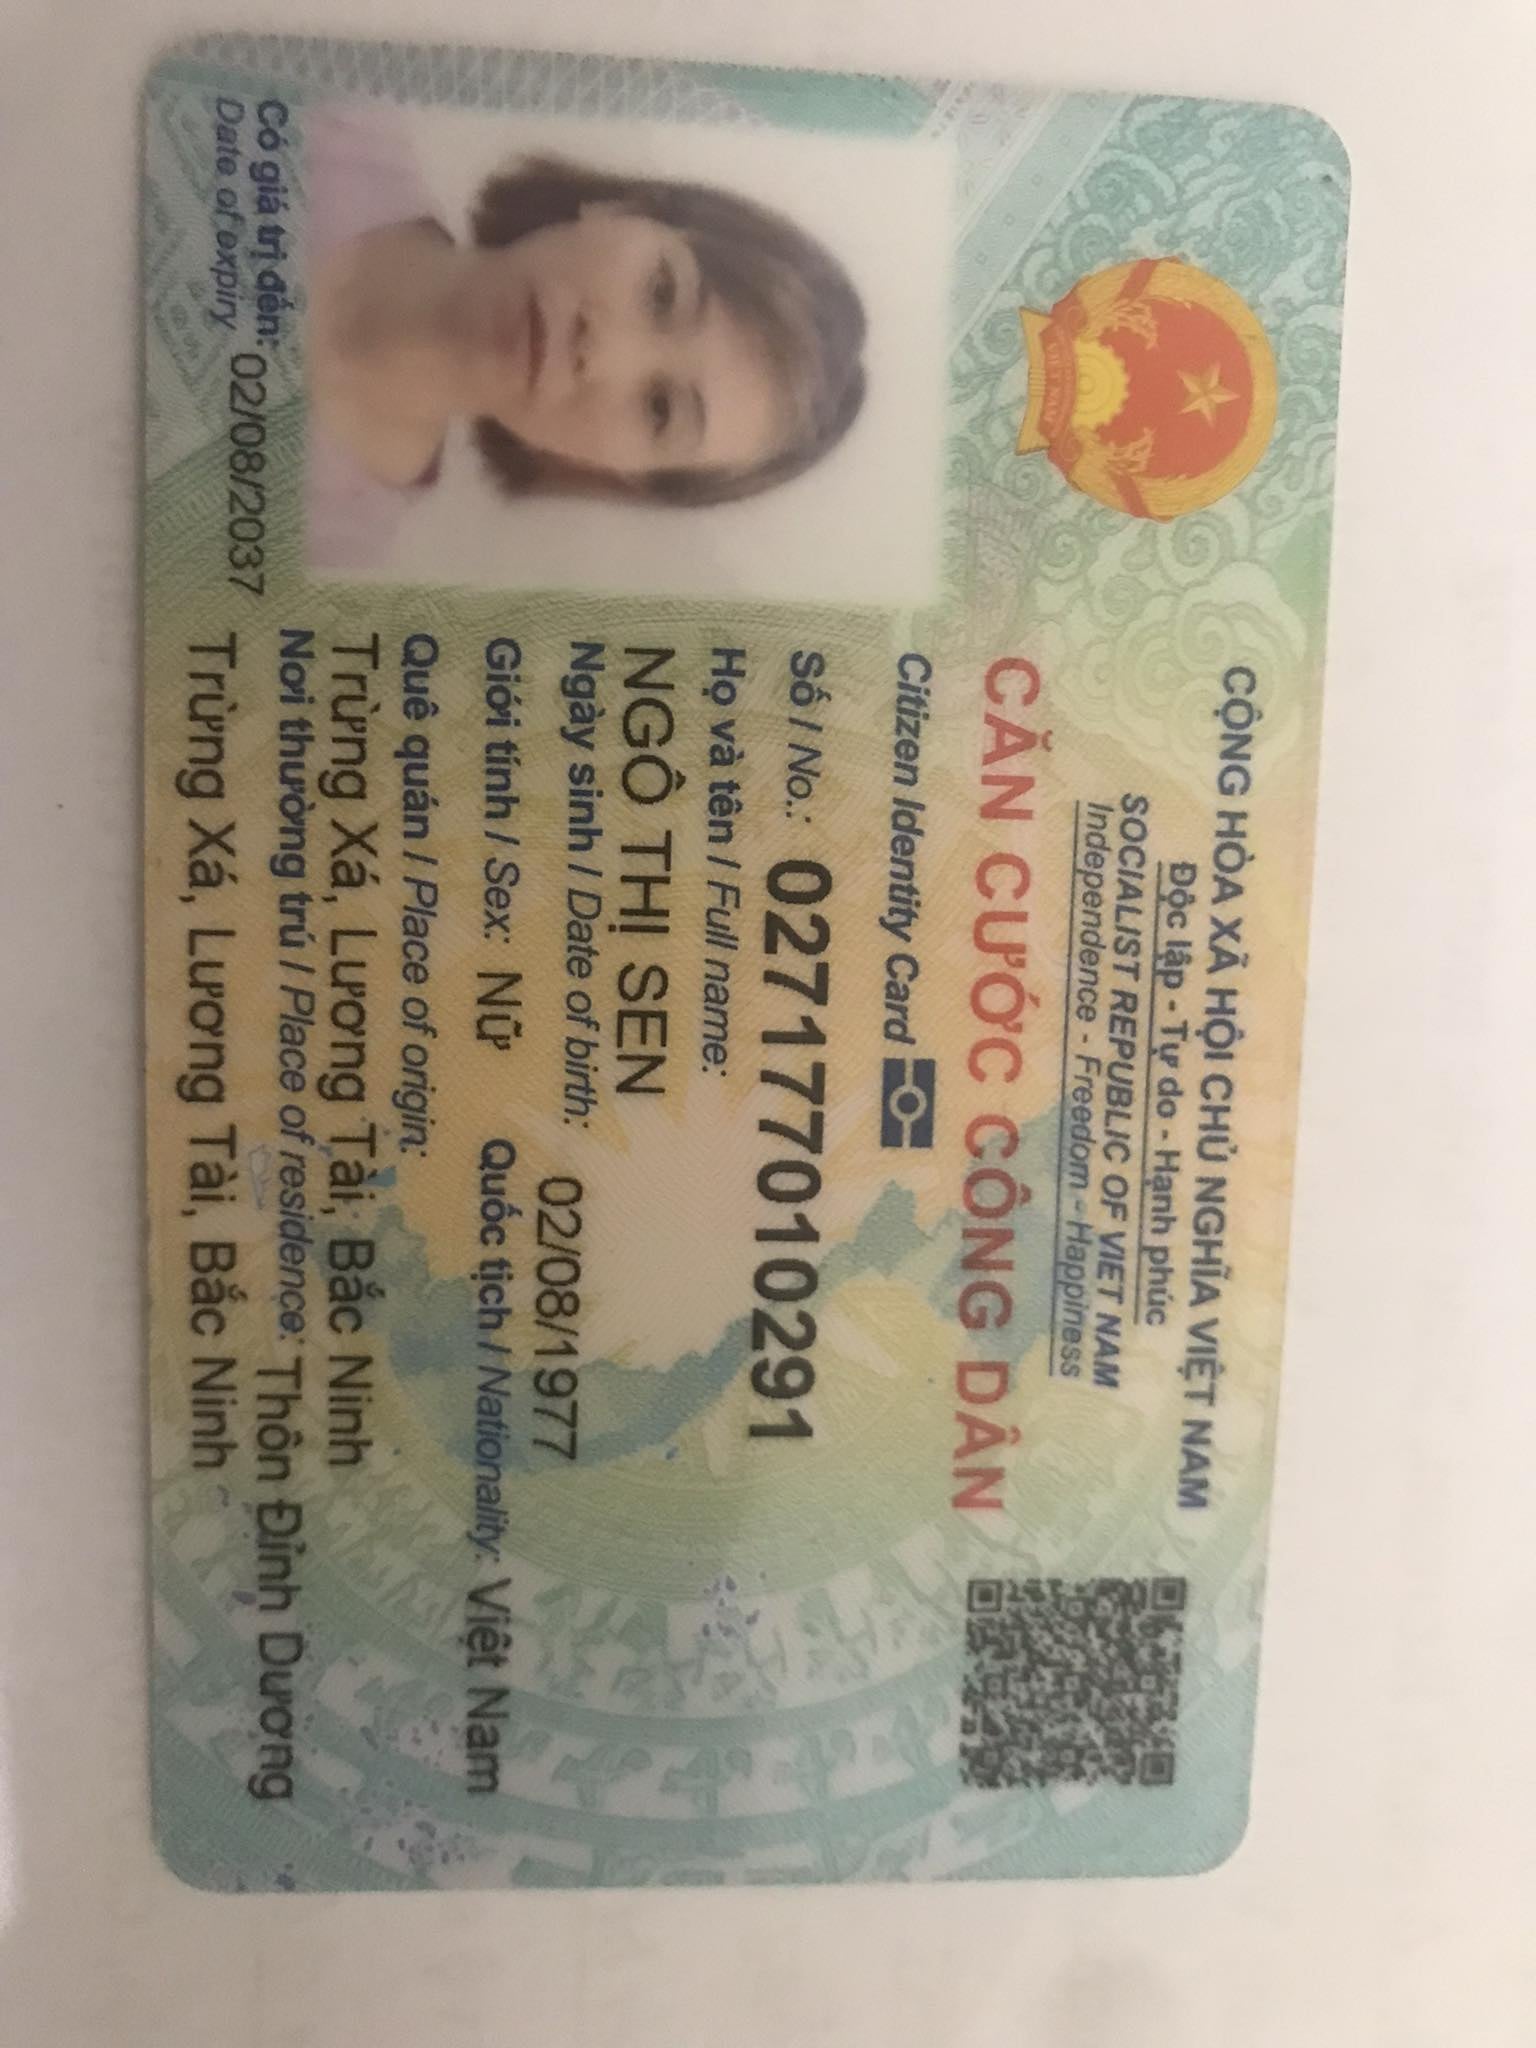 CỘNG HÒA XÃ HỘI CHỦ NGHĨA VIỆT NAM
Độc lập - Tự do - Hạnh phúc
SOCIALIST REPUBLIC OF VIET NAM
Independence - Freedom - Happiness
CĂN CƯỚC CÔNG DÂN
Citizen Identity Card
Số / No.: 027177010291
Họ và tên / Full name:
NGÔ THỊ SEN
Ngày sinh / Date of birth: 02/08/1977
Giới tính / Sex: Nữ Quốc tịch / Nationality: Việt Nam
Quê quán / Place of origin:
Trừng Xá, Lương Tài, Bắc Ninh
Nơi thường trú / Place of residence: Thôn Đình Dương
Trừng Xá, Lương Tài, Bắc Ninh
Có giá trị đến: 02/08/2037
Date of expiry
VIỆT NAM